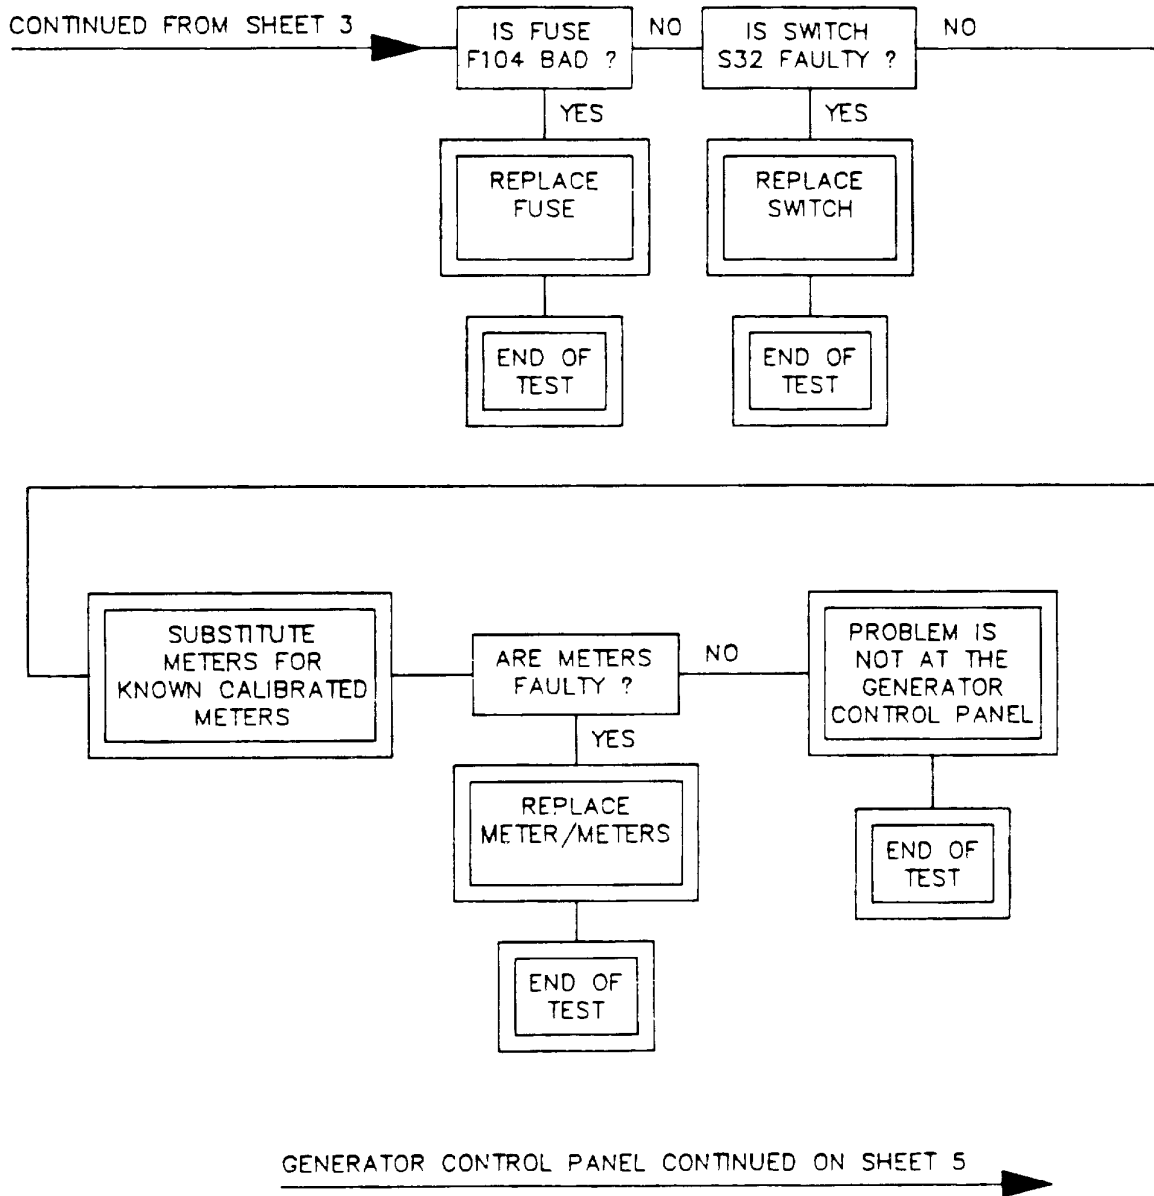 CONTINUED FROM SHEET 3
IS FUSE
F104 BAD ?
NO
IS SWITCH
S32 FAULTY ?
NO
YES
YES
REPLACE
FUSE
REPLACE
SWITCH
END OF
TEST
END OF
TEST
SUBSTITUTE
METERS FOR
KNOWN CALIBRATED
METERS
ARE METERS
FAULTY ?
NO
PROBLEM IS
NOT AT THE
GENERATOR
CONTROL PANEL
YES
REPLACE
METER/METERS
END OF
TEST
END OF
TEST
GENERATOR CONTROL PANEL CONTINUED ON SHEET 5